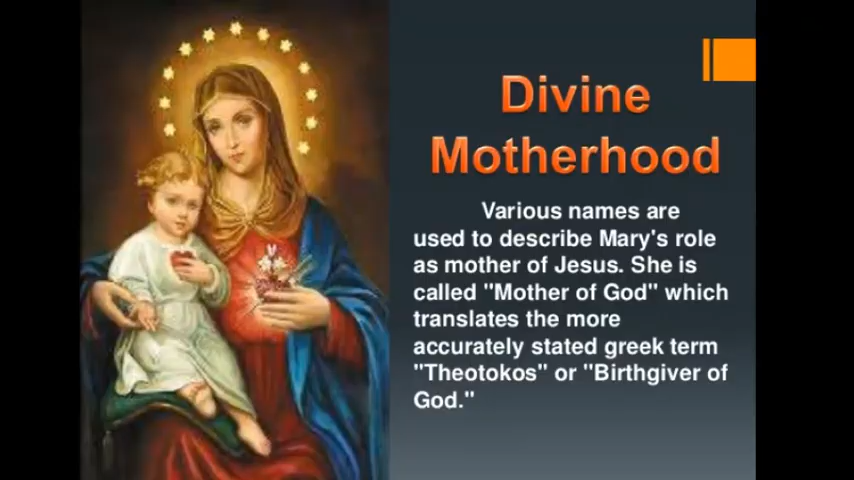 Divine
Motherhood
Various names are
used to describe Mary's role
as mother of Jesus. She is
called "Mother of God" which
translates the more
accurately stated greek term
"Theotokos" or "Birthgiver of
God."